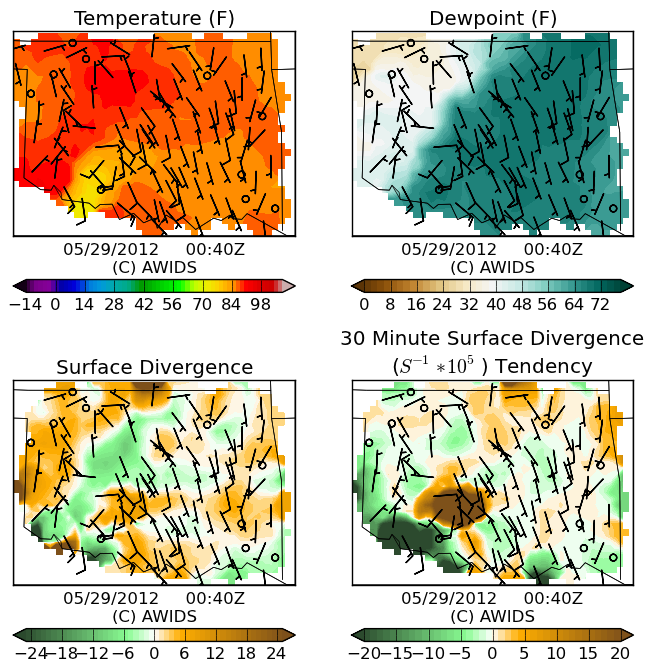 Temperature (F)
Dewpoint (F)
05/29/2012 00:40Z
(C) AWIDS
05/29/2012 00:40Z
(C) AWIDS
−14 0 14 28 42 56 70 84 98
0 8 16 24 32 40 48 56 64 72
Surface Divergence
30 Minute Surface Divergence
(S⁻¹ *10⁵ ) Tendency
05/29/2012 00:40Z
(C) AWIDS
05/29/2012 00:40Z
(C) AWIDS
−24 −18 −12 −6 0 6 12 18 24
−20 −15 −10 −5 0 5 10 15 20